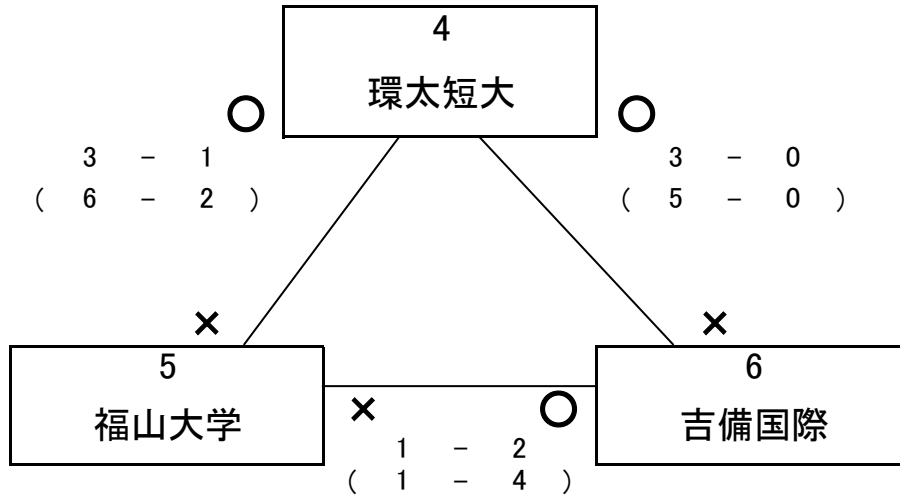 4
環太短大
○ ○
3 － 1
( 6 － 2 )
3 － 0
( 5 － 0 )
× ×
5
福山大学
6
吉備国際
× ○
1 － 2
( 1 － 4 )